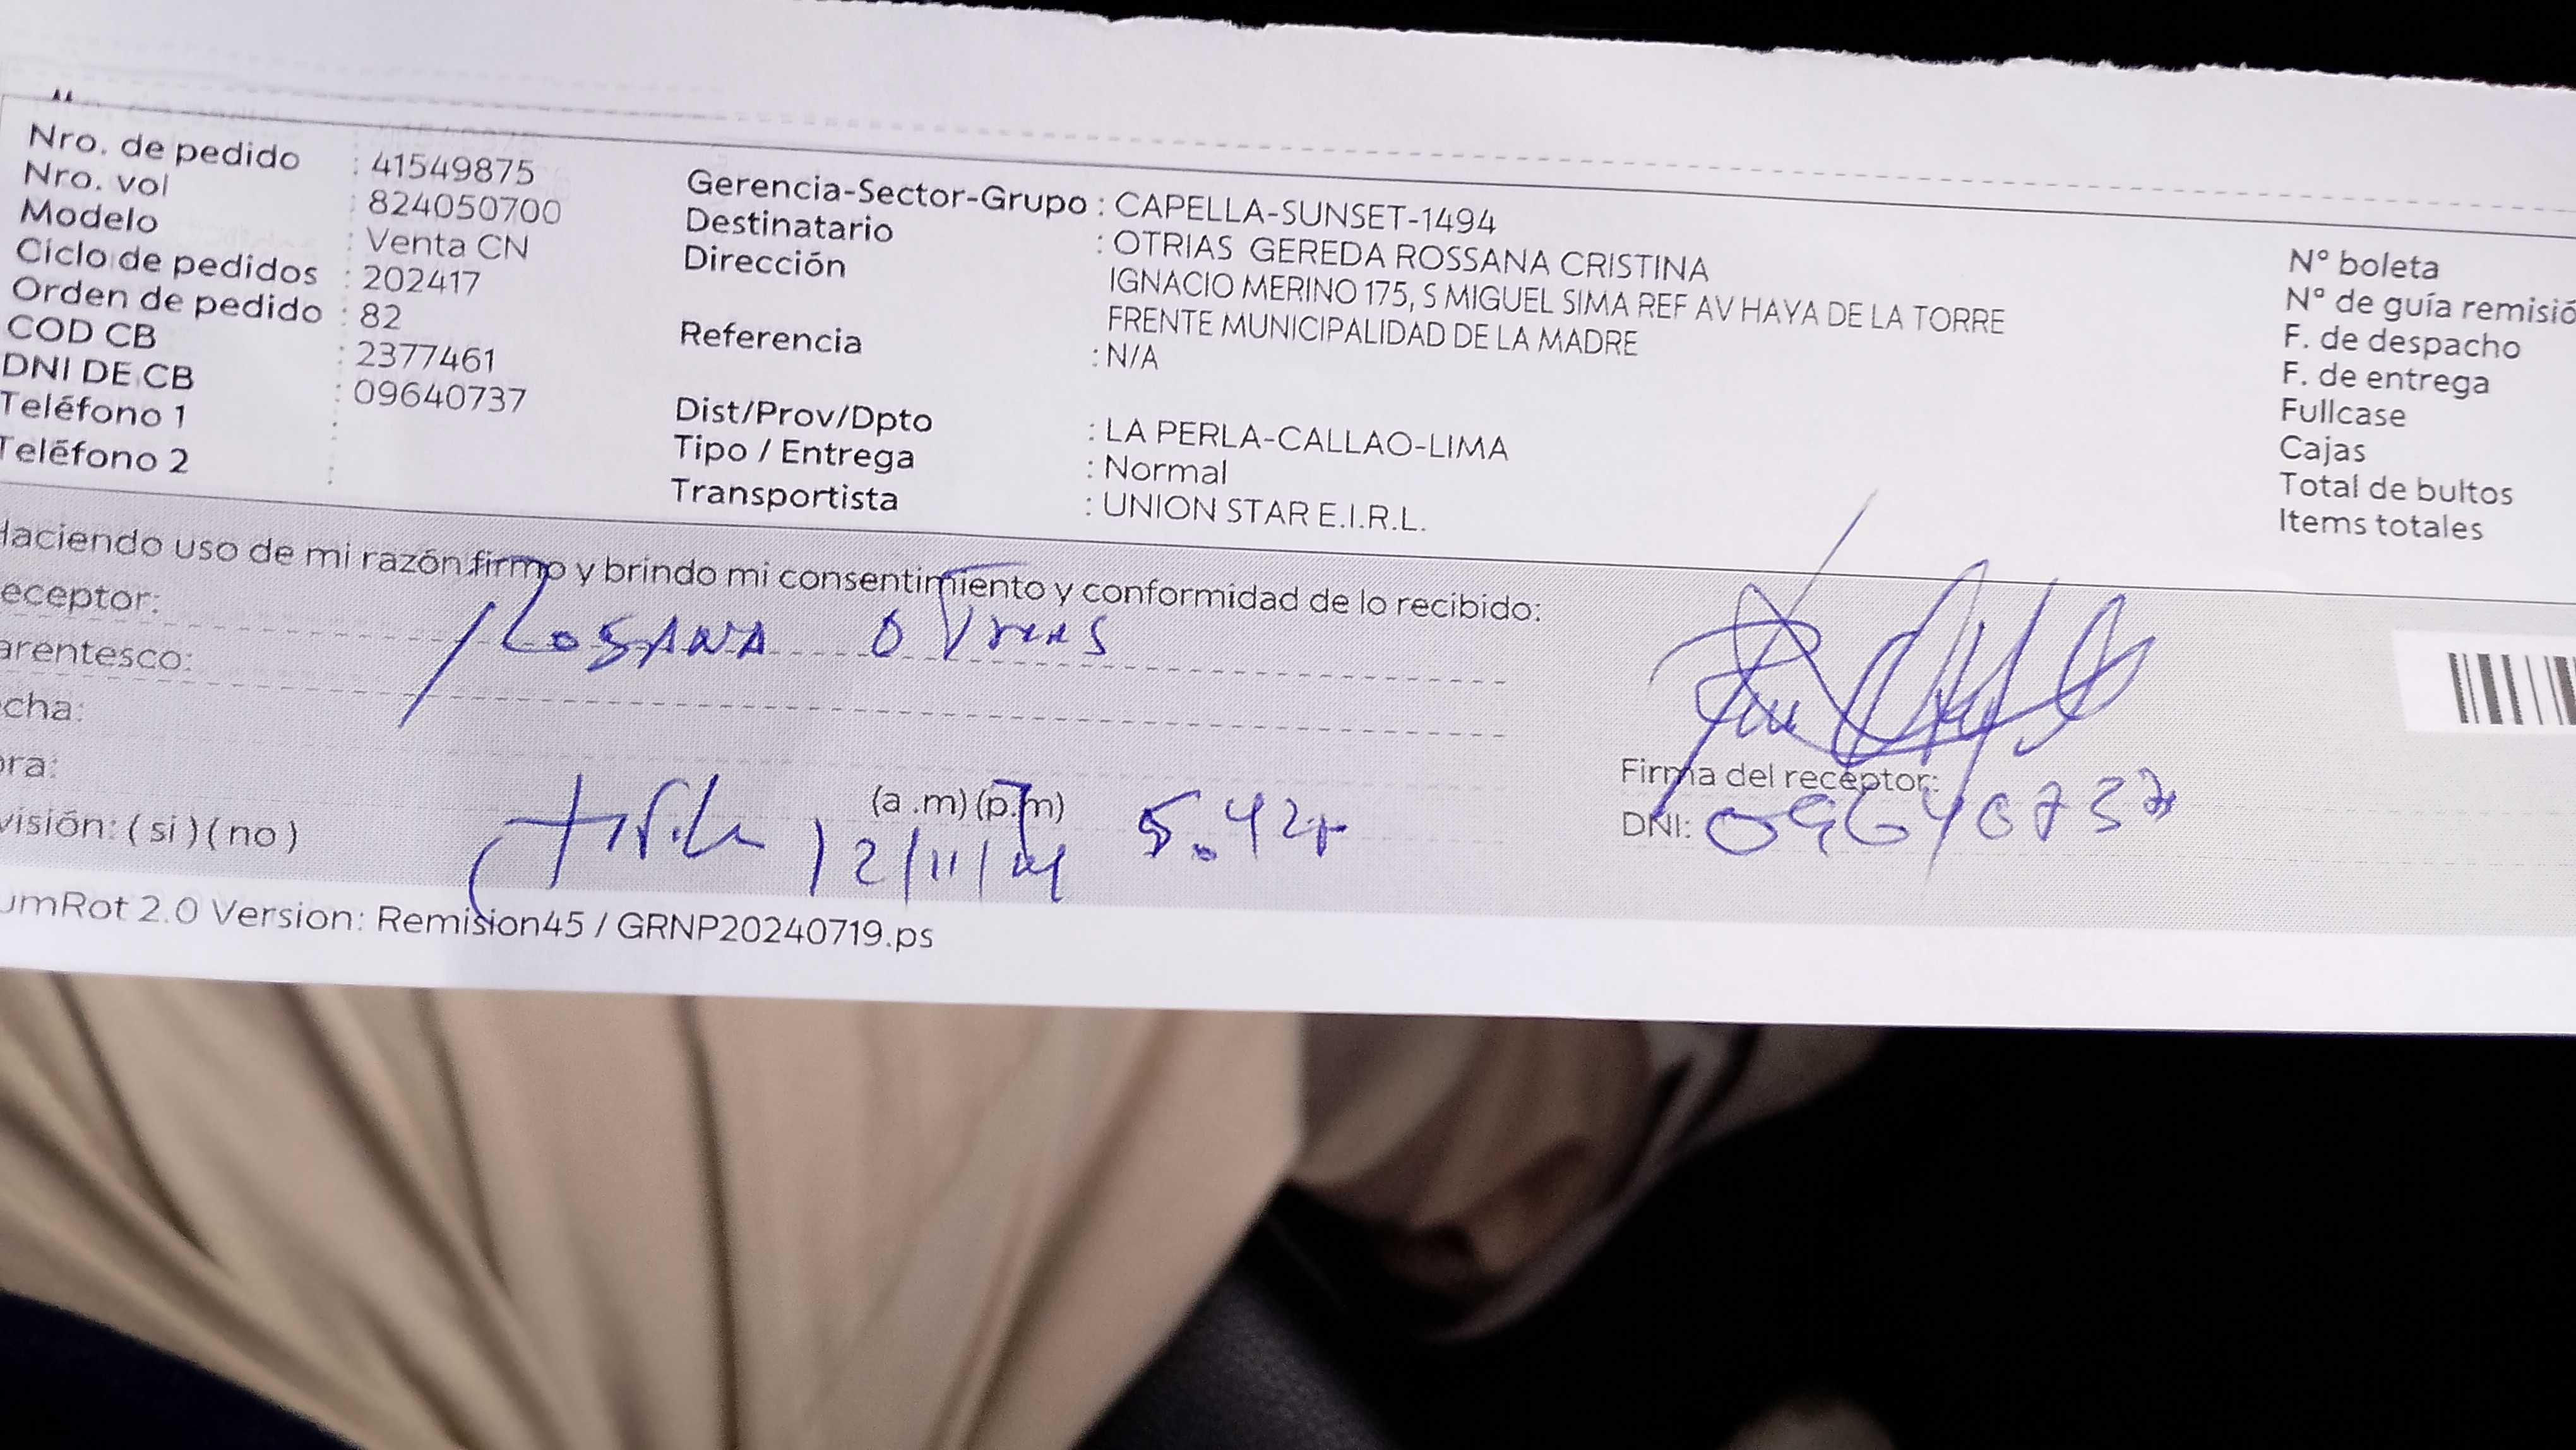 Nro. de pedido : 41549875
Nro. vol : 824050700
Modelo : Venta CN
Ciclo de pedidos : 202417
Orden de pedido : 82
COD CB : 2377461
DNI DE CB : 09640737
Teléfono 1 :
Teléfono 2 :
Gerencia-Sector-Grupo : CAPELLA-SUNSET-1494
Destinatario : OTRIAS GEREDA ROSSANA CRISTINA
Dirección IGNACIO MERINO 175, S MIGUEL SIMA REF AV HAYA DE LA TORRE
FRENTE MUNICIPALIDAD DE LA MADRE
Referencia : N/A
Dist/Prov/Dpto : LA PERLA-CALLAO-LIMA
Tipo / Entrega : Normal
Transportista : UNION STAR E.I.R.L.
N° boleta
N° de guía remisió
F. de despacho
F. de entrega
Fullcase
Cajas
Total de bultos
Items totales
Haciendo uso de mi razón firmo y brindo mi consentimiento y conformidad de lo recibido:
eceptor: ROSANA OTRIAS
arentesco:
cha:
ora: (a .m) (p.m)
visión: ( si ) ( no ) 12/11/24 5.42
Firma del receptor:
DNI: 09640737
umRot 2.0 Version: Remision45 / GRNP20240719.ps